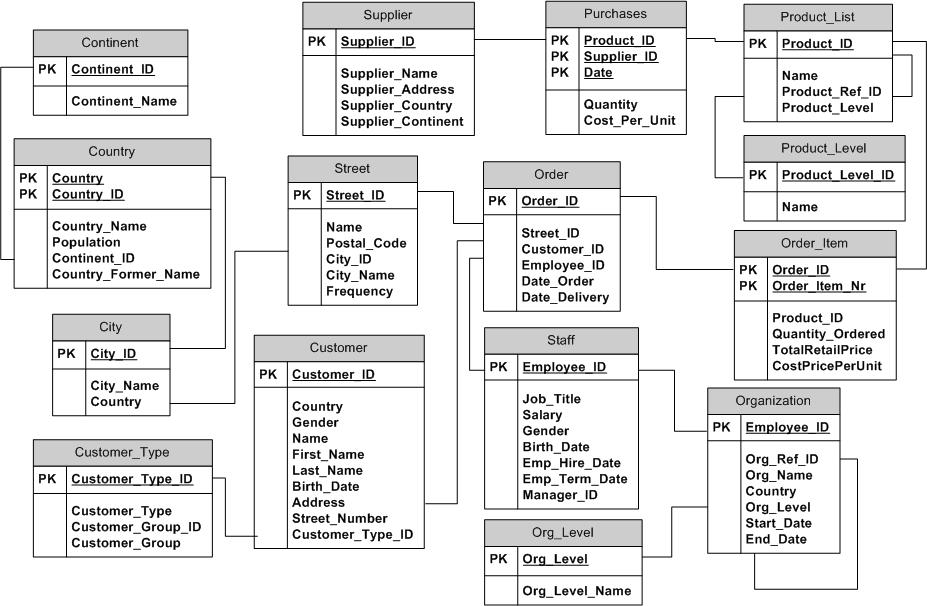 Continent
PK Continent_ID
Continent_Name
Supplier
PK Supplier_ID
Supplier_Name
Supplier_Address
Supplier_Country
Supplier_Continent
Purchases
PK Product_ID
PK Supplier_ID
PK Date
Quantity
Cost_Per_Unit
Product_List
PK Product_ID
Name
Product_Ref_ID
Product_Level
Country
PK Country
PK Country_ID
Country_Name
Population
Continent_ID
Country_Former_Name
Street
PK Street_ID
Name
Postal_Code
City_ID
City_Name
Frequency
Order
PK Order_ID
Street_ID
Customer_ID
Employee_ID
Date_Order
Date_Delivery
Product_Level
PK Product_Level_ID
Name
Order_Item
PK Order_ID
PK Order_Item_Nr
Product_ID
Quantity_Ordered
TotalRetailPrice
CostPricePerUnit
City
PK City_ID
City_Name
Country
Customer
PK Customer_ID
Country
Gender
Name
First_Name
Last_Name
Birth_Date
Address
Street_Number
Customer_Type_ID
Staff
PK Employee_ID
Job_Title
Salary
Gender
Birth_Date
Emp_Hire_Date
Emp_Term_Date
Manager_ID
Organization
PK Employee_ID
Org_Ref_ID
Org_Name
Country
Org_Level
Start_Date
End_Date
Customer_Type
PK Customer_Type_ID
Customer_Type
Customer_Group_ID
Customer_Group
Org_Level
PK Org_Level
Org_Level_Name